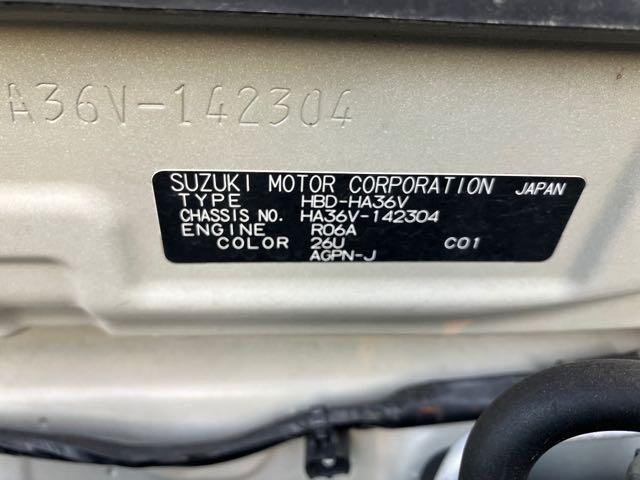 A36V-142304
SUZUKI MOTOR CORPORATION JAPAN
TYPE HBD-HA36V
CHASSIS NO. HA36V-142304
ENGINE R06A
COLOR 26U C01
AGPN-J